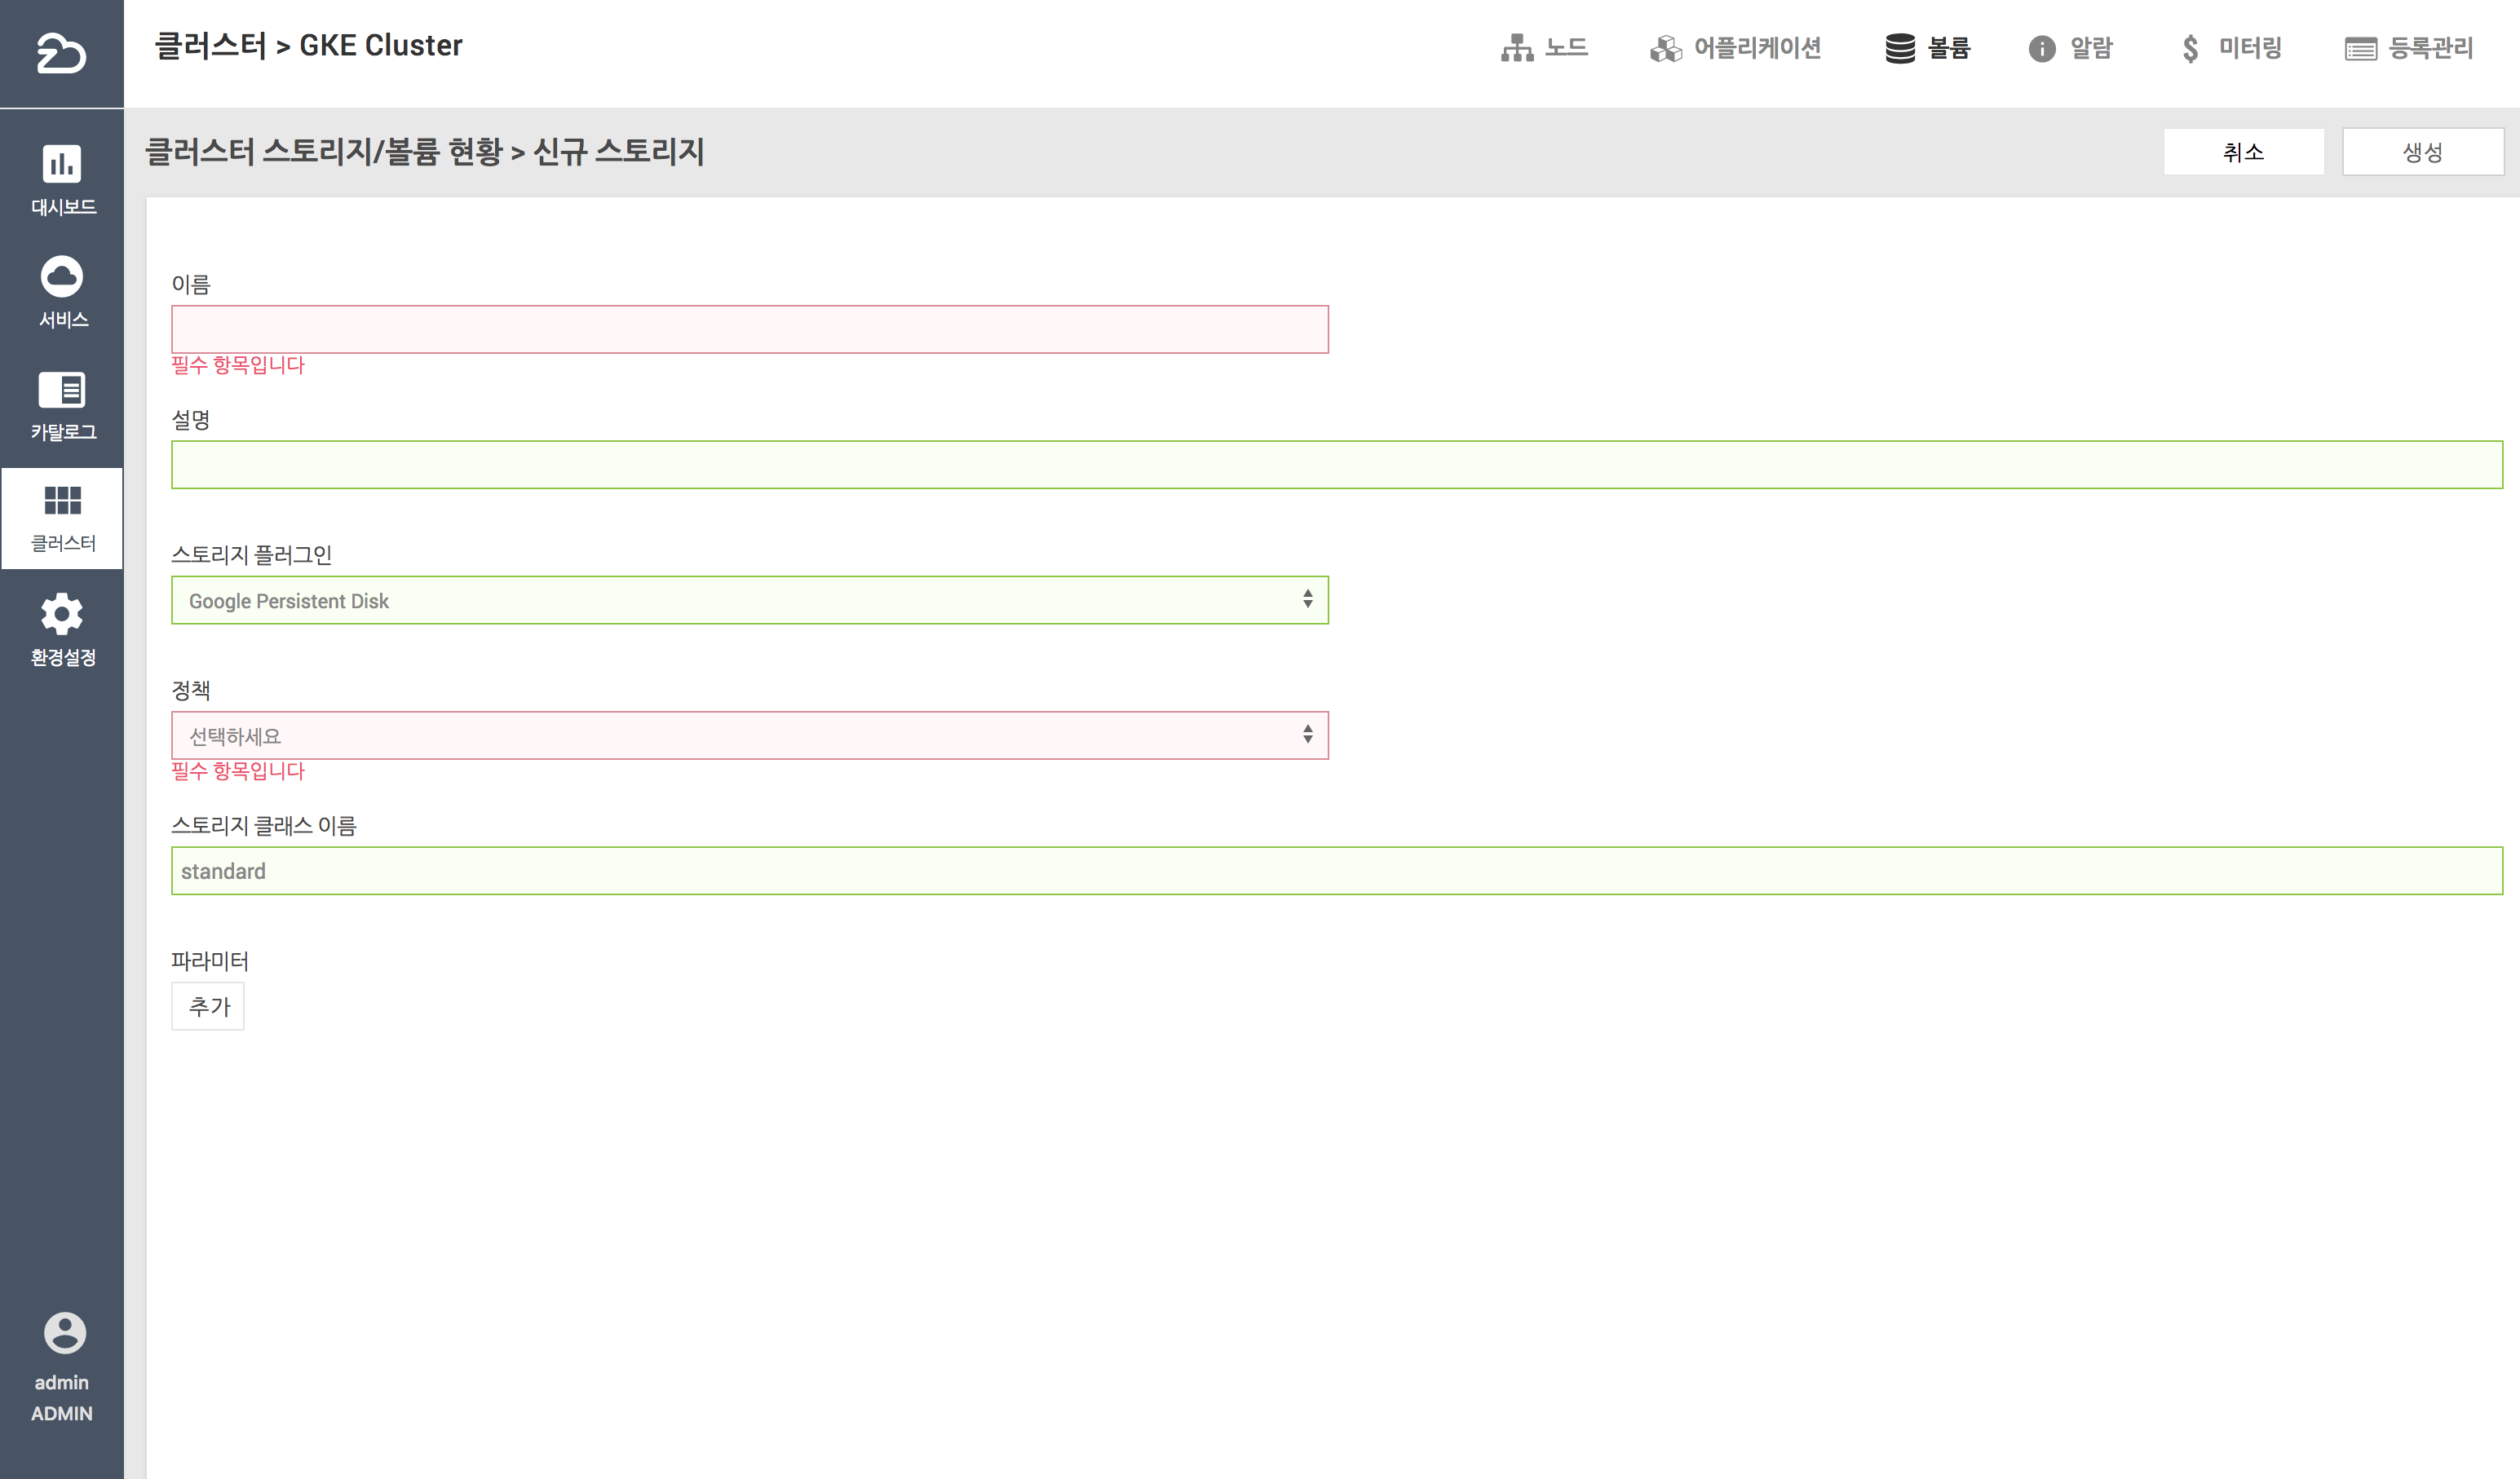 클러스터 > GKE Cluster
노드
어플리케이션
볼륨
알람
미터링
등록관리
대시보드
서비스
카탈로그
클러스터
환경설정
admin
ADMIN
클러스터 스토리지/볼륨 현황 > 신규 스토리지
취소
생성
이름
필수 항목입니다
설명
스토리지 플러그인
Google Persistent Disk
정책
선택하세요
필수 항목입니다
스토리지 클래스 이름
standard
파라미터
추가